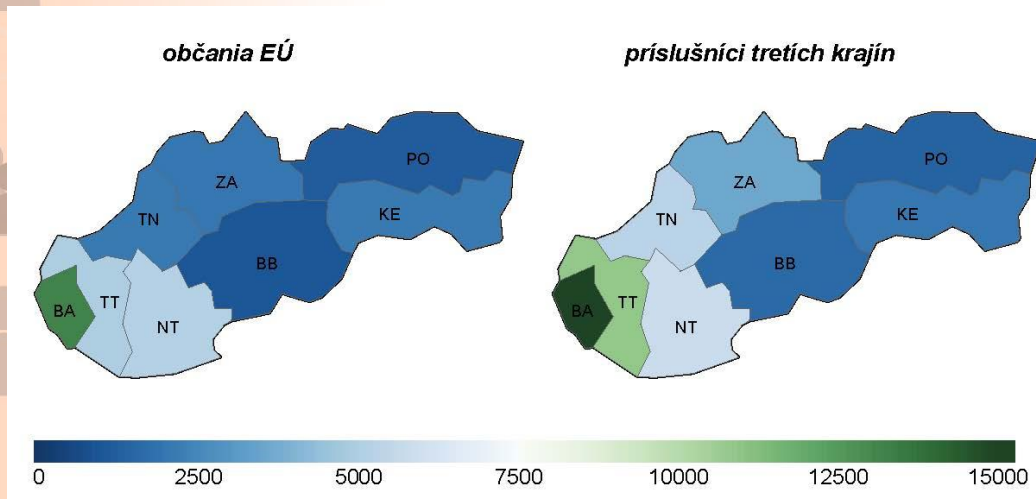 občania EÚ
príslušníci tretích krajín
PO
ZA
KE
TN
BB
BA
TT
NT
PO
ZA
KE
TN
BB
BA
TT
NT
0 2500 5000 7500 10000 12500 15000